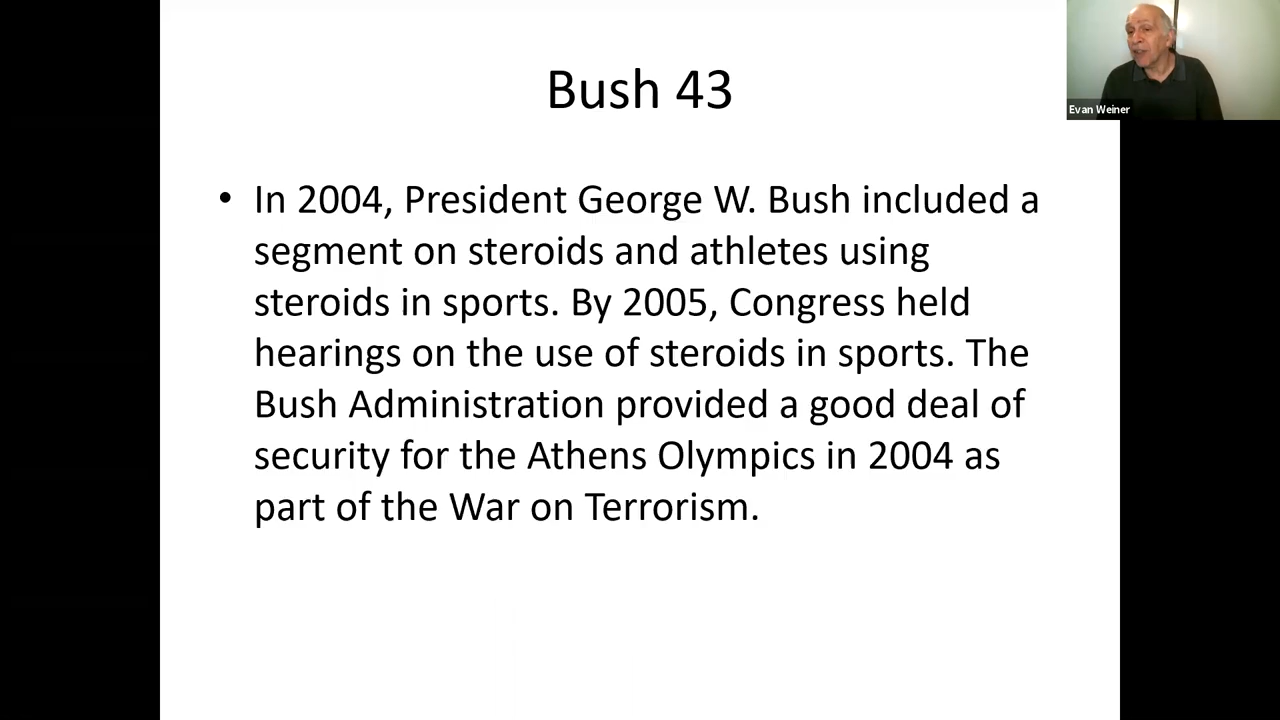 Bush 43
• In 2004, President George W. Bush included a
segment on steroids and athletes using
steroids in sports. By 2005, Congress held
hearings on the use of steroids in sports. The
Bush Administration provided a good deal of
security for the Athens Olympics in 2004 as
part of the War on Terrorism.
Evan Weiner